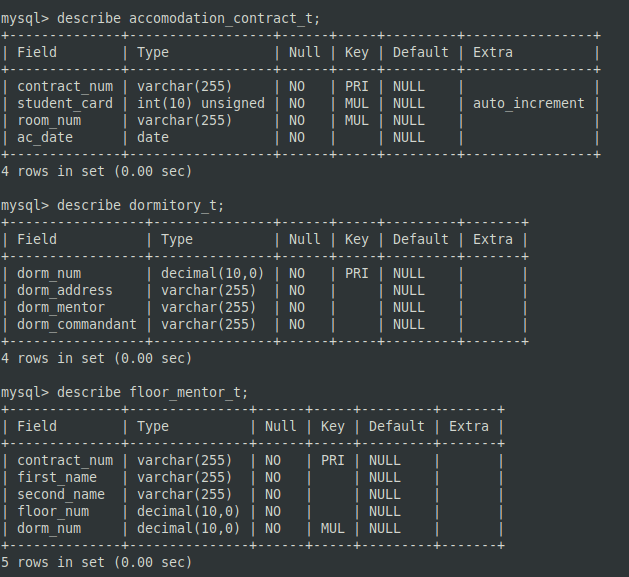 mysql> describe accomodation_contract_t;
+--------------+------------------+------+-----+---------+----------------+
| Field        | Type             | Null | Key | Default | Extra          |
+--------------+------------------+------+-----+---------+----------------+
| contract_num | varchar(255)     | NO   | PRI | NULL    |                |
| student_card | int(10) unsigned | NO   | MUL | NULL    | auto_increment |
| room_num     | varchar(255)     | NO   | MUL | NULL    |                |
| ac_date      | date             | NO   |     | NULL    |                |
+--------------+------------------+------+-----+---------+----------------+
4 rows in set (0.00 sec)

mysql> describe dormitory_t;
+-----------------+---------------+------+-----+---------+-------+
| Field           | Type          | Null | Key | Default | Extra |
+-----------------+---------------+------+-----+---------+-------+
| dorm_num        | decimal(10,0) | NO   | PRI | NULL    |       |
| dorm_address    | varchar(255)  | NO   |     | NULL    |       |
| dorm_mentor     | varchar(255)  | NO   |     | NULL    |       |
| dorm_commandant | varchar(255)  | NO   |     | NULL    |       |
+-----------------+---------------+------+-----+---------+-------+
4 rows in set (0.00 sec)

mysql> describe floor_mentor_t;
+--------------+---------------+------+-----+---------+-------+
| Field        | Type          | Null | Key | Default | Extra |
+--------------+---------------+------+-----+---------+-------+
| contract_num | varchar(255)  | NO   | PRI | NULL    |       |
| first_name   | varchar(255)  | NO   |     | NULL    |       |
| second_name  | varchar(255)  | NO   |     | NULL    |       |
| floor_num    | decimal(10,0) | NO   |     | NULL    |       |
| dorm_num     | decimal(10,0) | NO   | MUL | NULL    |       |
+--------------+---------------+------+-----+---------+-------+
5 rows in set (0.00 sec)